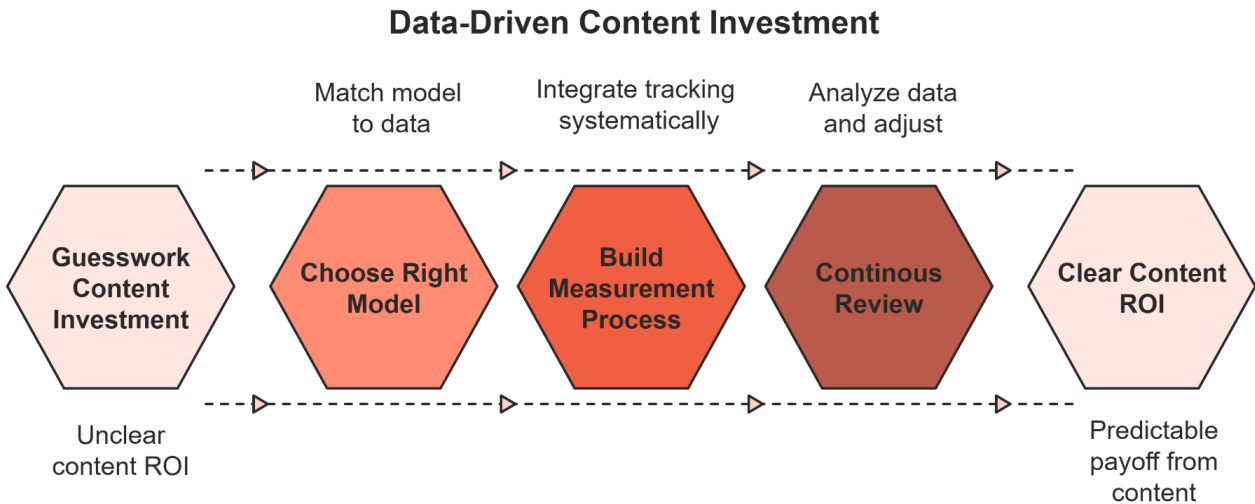 Data-Driven Content Investment
Match model
to data
Integrate tracking
systematically
Analyze data
and adjust
Guesswork
Content
Investment
Choose Right
Model
Build
Measurement
Process
Continous
Review
Clear Content
ROI
Unclear
content ROI
Predictable
payoff from
content